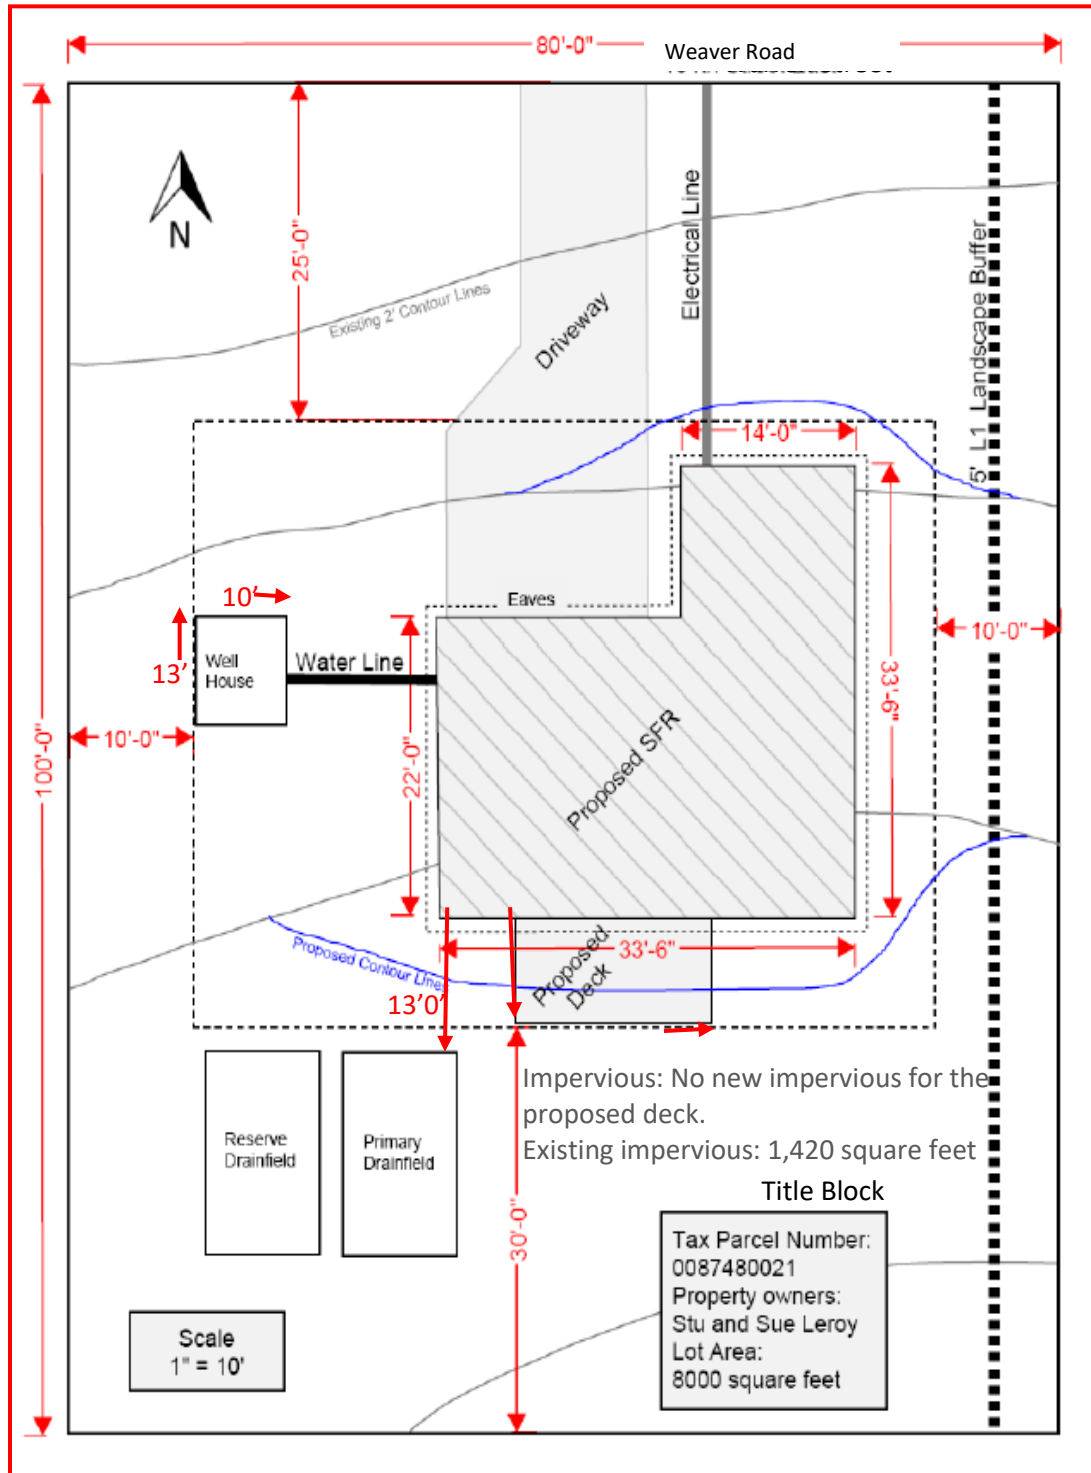 80'-0"
Weaver Road
N
25'-0"
Existing 2' Contour Lines
Driveway
Electrical Line
5' L1 Landscape Buffer
14'-0"
Eaves
10'
13'
Well
House
Water Line
10'-0"
10'-0"
100'-0"
22'-0"
33'-6"
Proposed SFR
33'-6"
Proposed
Deck
Proposed Contour Lines
13'0'
Impervious: No new impervious for the
proposed deck.
Existing impervious: 1,420 square feet
Reserve
Drainfield
Primary
Drainfield
30'-0"
Title Block
Tax Parcel Number:
0087480021
Property owners:
Stu and Sue Leroy
Lot Area:
8000 square feet
Scale
1" = 10'